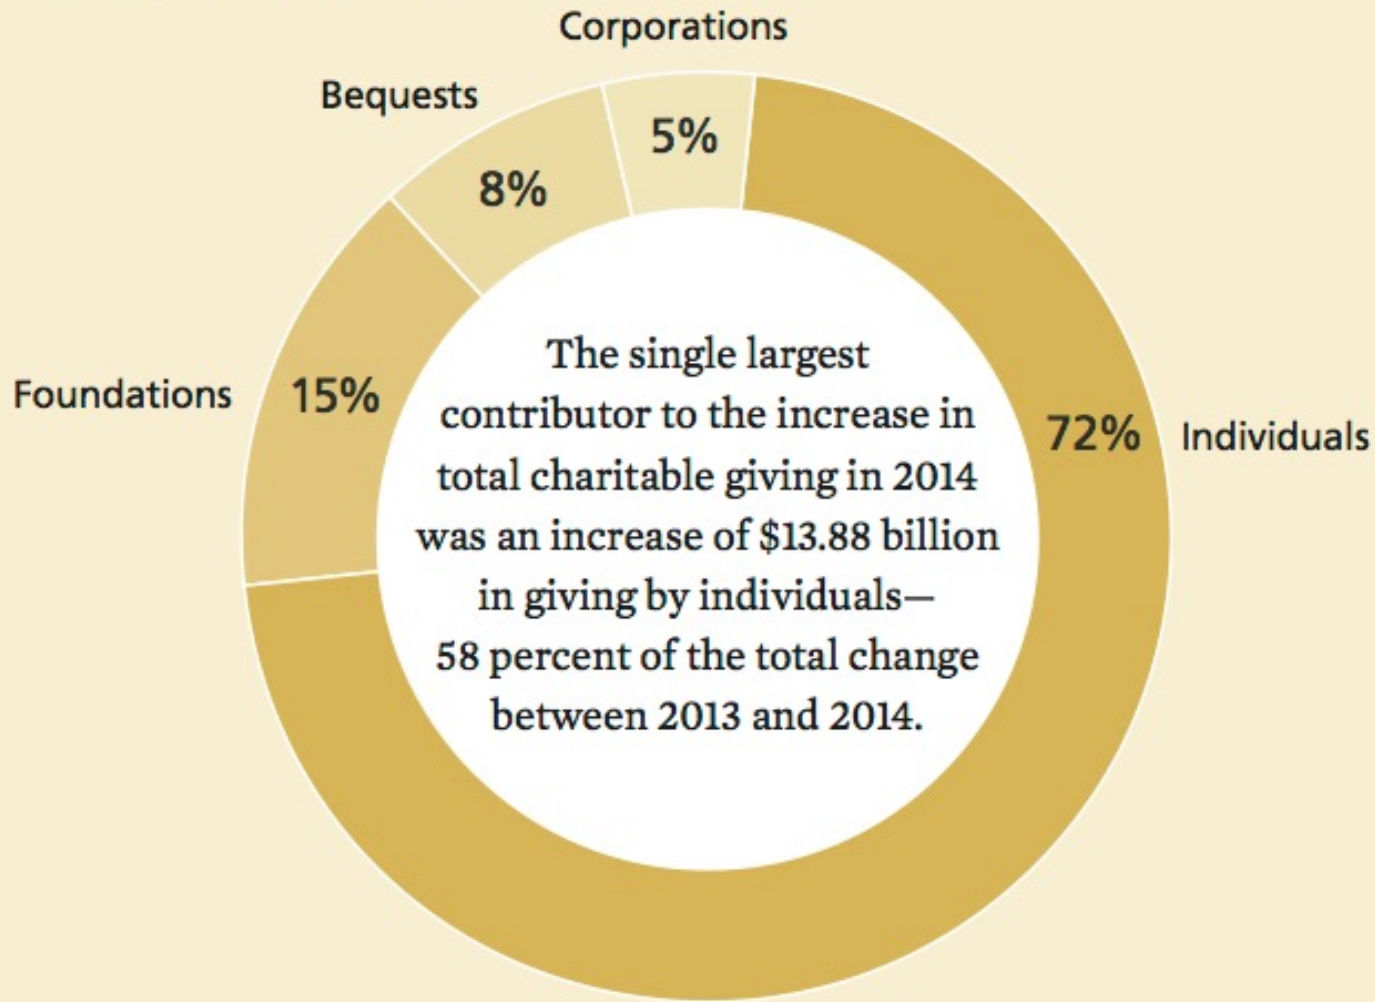 Corporations
Bequests
5%
8%
Foundations
15%
72%
Individuals
The single largest
contributor to the increase in
total charitable giving in 2014
was an increase of $13.88 billion
in giving by individuals—
58 percent of the total change
between 2013 and 2014.